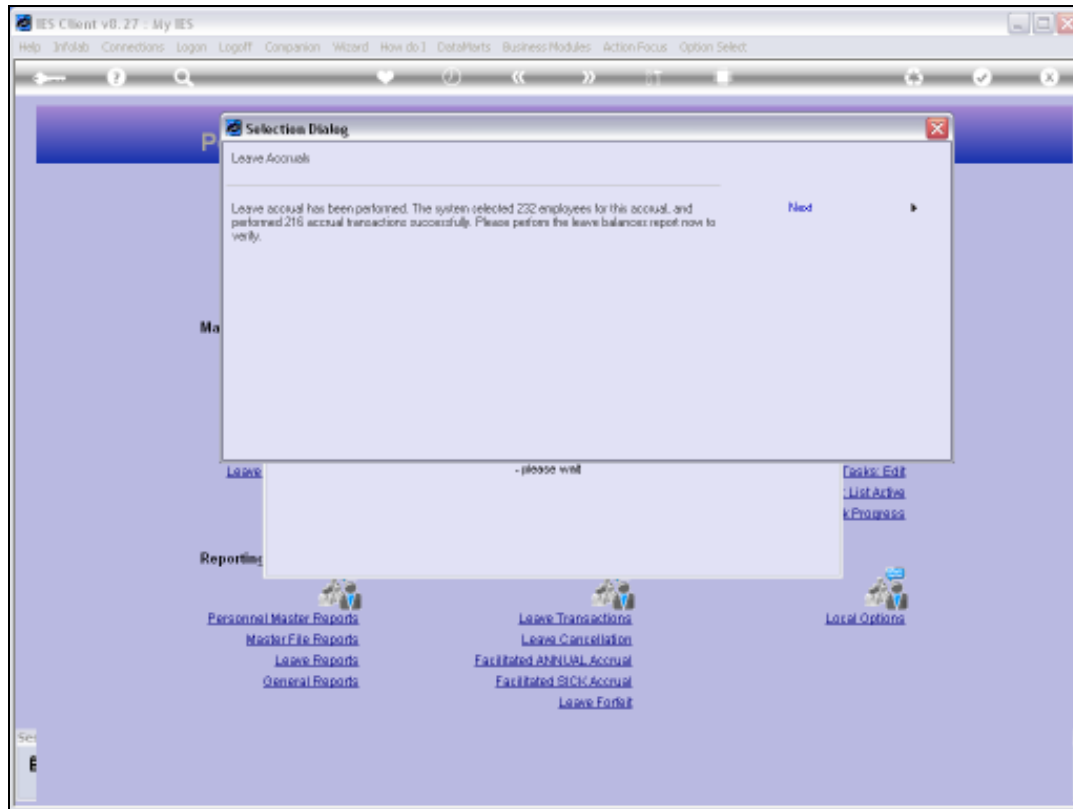 IES Client v0.27 : My IES
Help Infolab Connections Logon Logoff Companion Wizard How do I DataMarts Business Modules Action Focus Option Select
P
Selection Dialog
Leave Accruals
Leave accrual has been performed. The system selected 232 employees for this accrual, and
performed 216 accrual transactions successfully. Please perform the leave balances report now to
verify.
Next
Ma
Leave
- please wait
Tasks: Edit
: List Active
k Progress
Reporting
Personnel Master Reports
Leave Transactions
Local Options
Master File Reports
Leave Cancellation
Leave Reports
Facilitated ANNUAL Accrual
General Reports
Facilitated SICK Accrual
Leave Forfeit